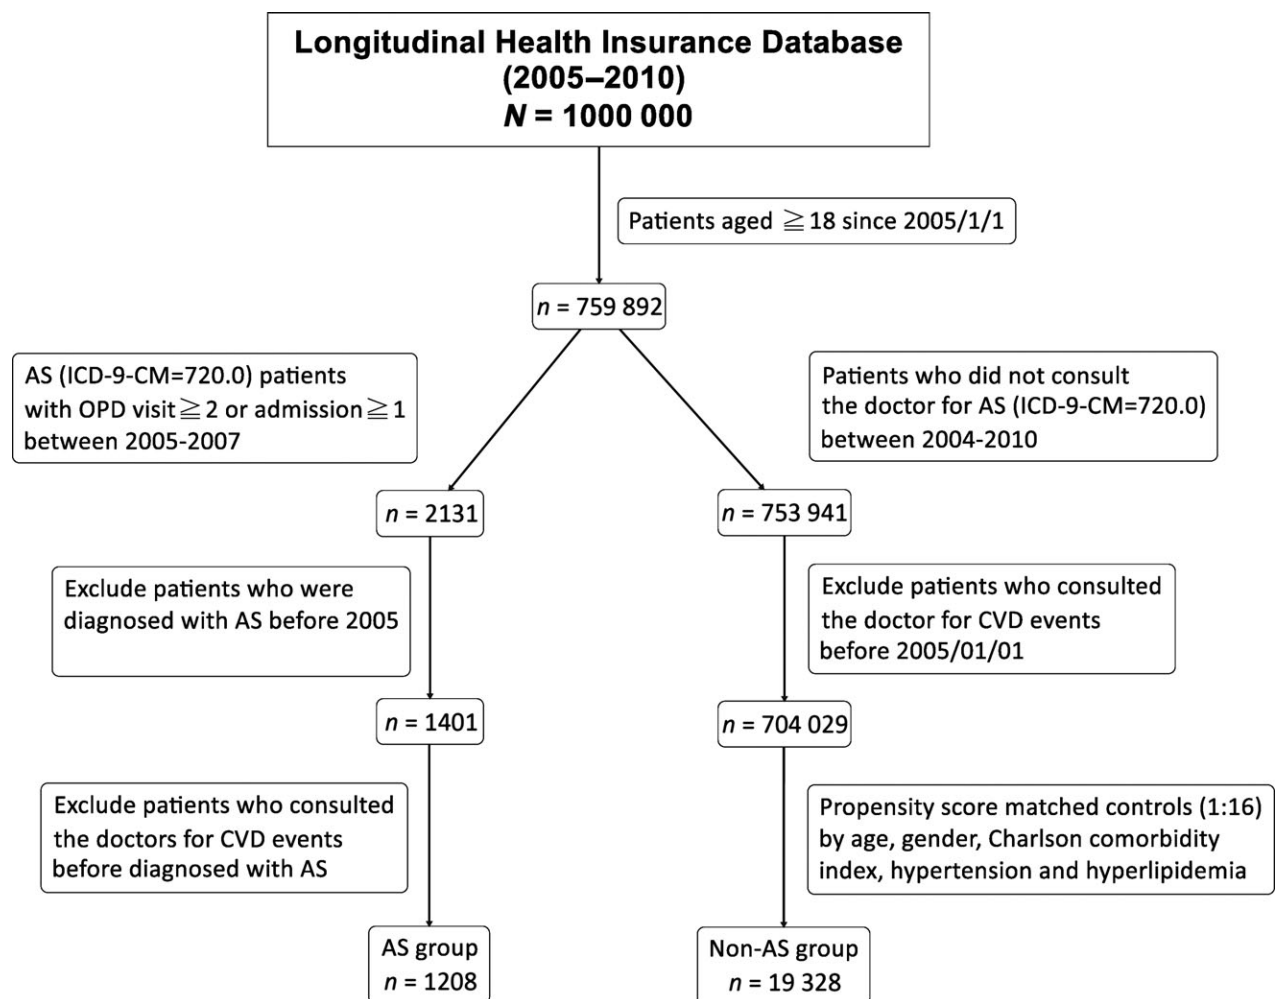 Longitudinal Health Insurance Database
(2005–2010)
N = 1000 000
Patients aged ≧18 since 2005/1/1
n = 759 892
AS (ICD-9-CM=720.0) patients
with OPD visit≧2 or admission≧1
between 2005-2007
Patients who did not consult
the doctor for AS (ICD-9-CM=720.0)
between 2004-2010
n = 2131
n = 753 941
Exclude patients who were
diagnosed with AS before 2005
Exclude patients who consulted
the doctor for CVD events
before 2005/01/01
n = 1401
n = 704 029
Exclude patients who consulted
the doctors for CVD events
before diagnosed with AS
Propensity score matched controls (1:16)
by age, gender, Charlson comorbidity
index, hypertension and hyperlipidemia
AS group
n = 1208
Non-AS group
n = 19 328